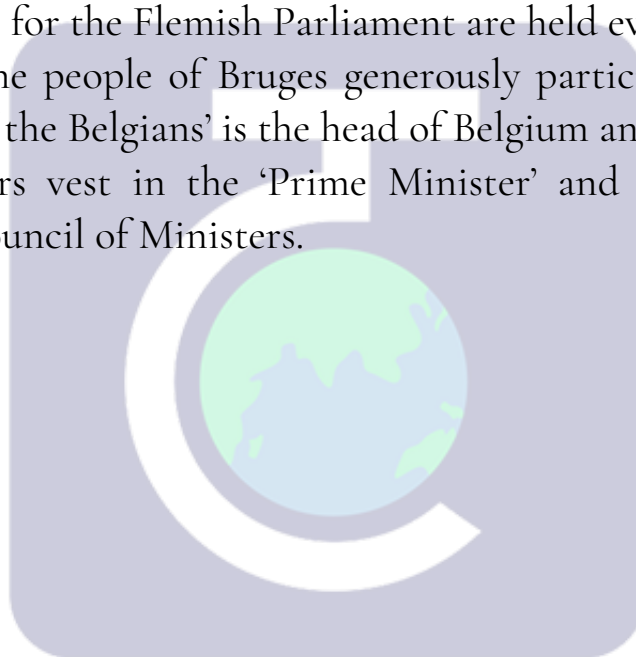 for the Flemish Parliament are held
people of Bruges generously
the Belgians’ is the head of Belgium
vest in the ‘Prime Minister’ and
of Ministers.